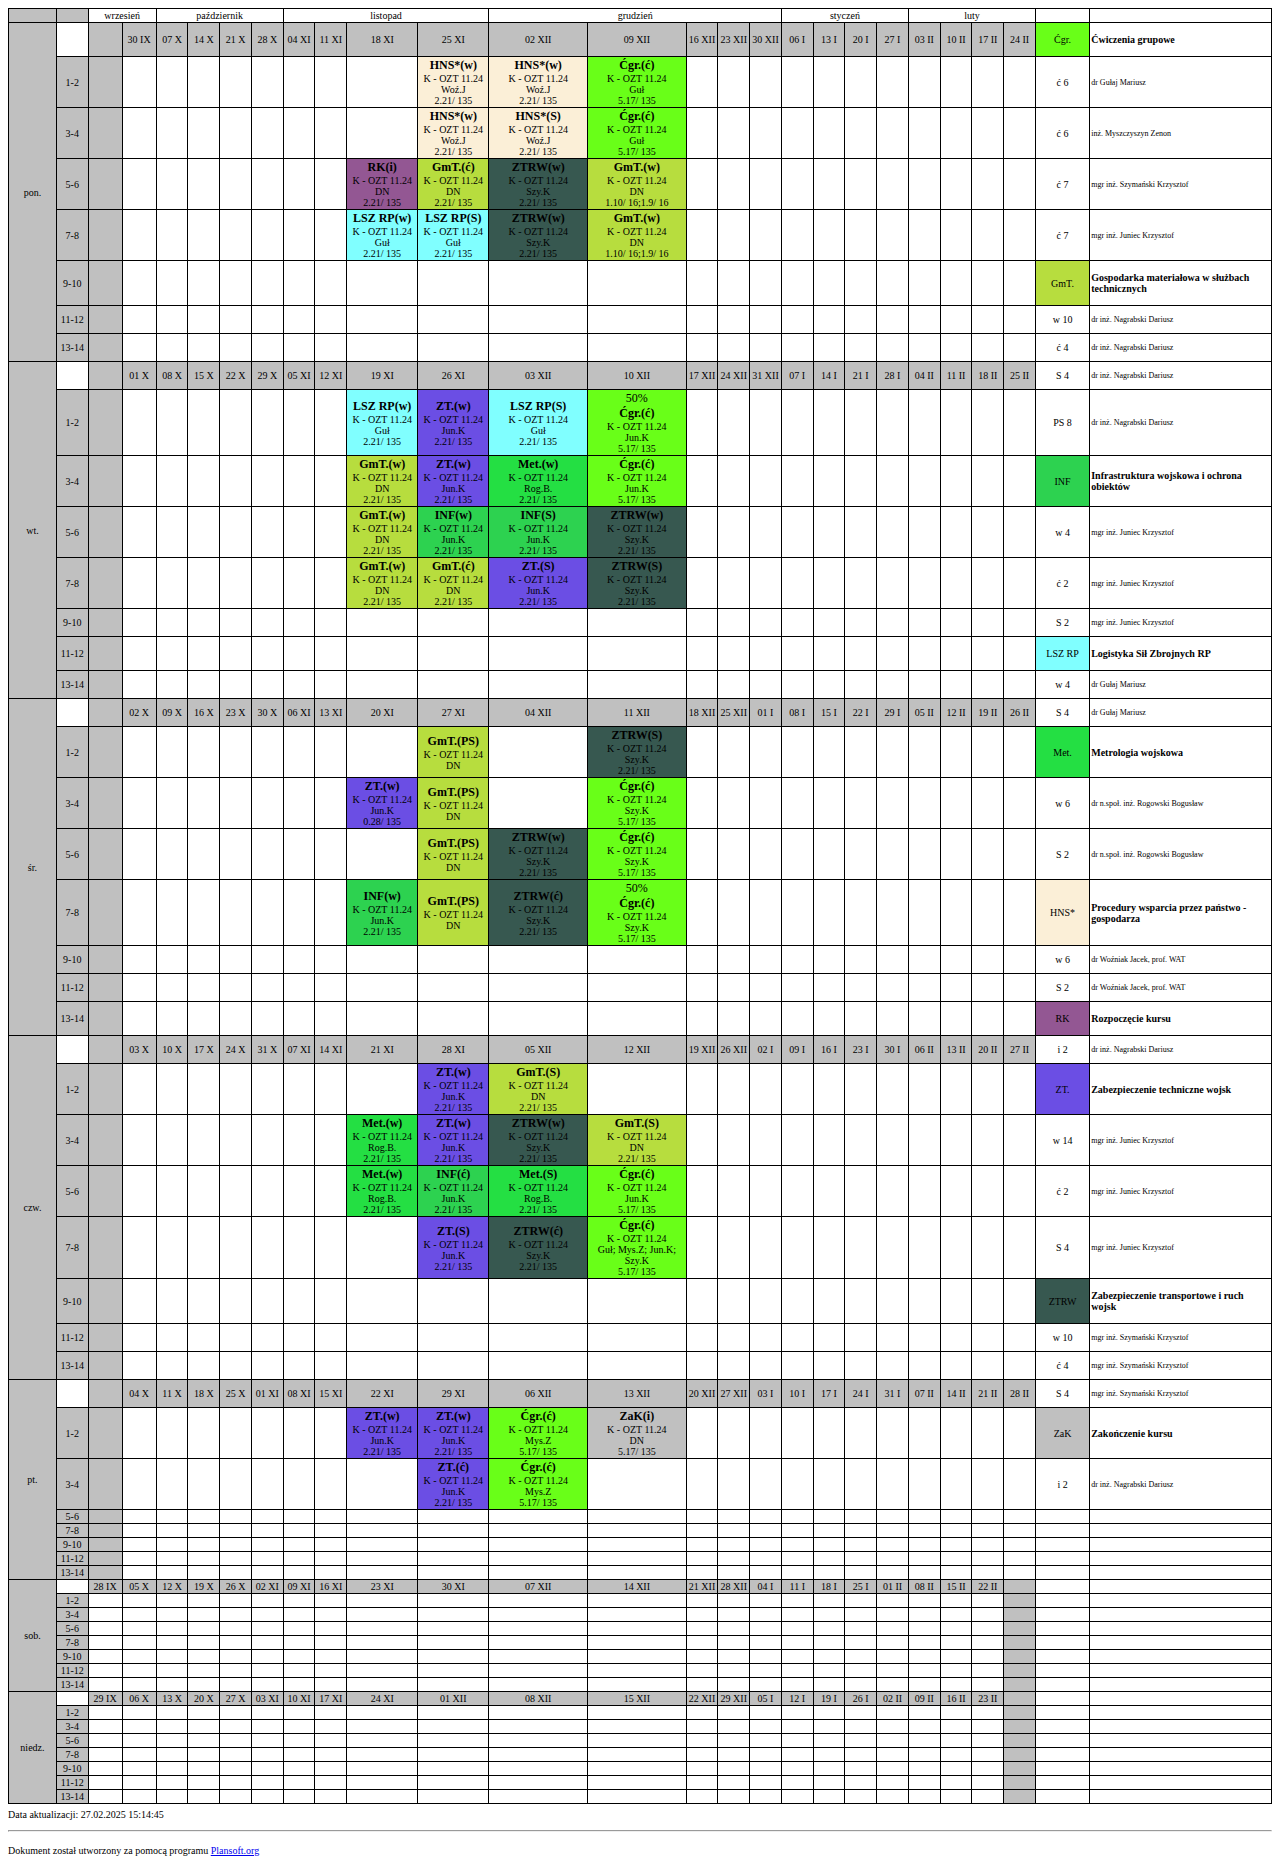 wrzesień październik listopad grudzień styczeń luty
30 IX 07 X 14 X 21 X 28 X 04 XI 11 XI 18 XI 25 XI 02 XII 09 XII 16 XII 23 XII 30 XII 06 I 13 I 20 I 27 I 03 II 10 II 17 II 24 II Ćgr. Ćwiczenia grupowe
pon.
1-2 HNS*(w) HNS*(w) Ćgr.(ć) ć 6 dr Gułaj Mariusz
K - OZT 11.24 K - OZT 11.24 K - OZT 11.24
Woź.J Woź.J Guł
2.21/ 135 2.21/ 135 5.17/ 135
3-4 HNS*(w) HNS*(S) Ćgr.(ć) ć 6 inż. Myszczyszyn Zenon
K - OZT 11.24 K - OZT 11.24 K - OZT 11.24
Woź.J Woź.J Guł
2.21/ 135 2.21/ 135 5.17/ 135
5-6 RK(i) GmT.(ć) ZTRW(w) GmT.(w) ć 7 mgr inż. Szymański Krzysztof
K - OZT 11.24 K - OZT 11.24 K - OZT 11.24 K - OZT 11.24
DN DN Szy.K DN
2.21/ 135 2.21/ 135 2.21/ 135 1.10/ 16;1.9/ 16
7-8 LSZ RP(w) LSZ RP(S) ZTRW(w) GmT.(w) ć 7 mgr inż. Juniec Krzysztof
K - OZT 11.24 K - OZT 11.24 K - OZT 11.24 K - OZT 11.24
Guł Guł Szy.K DN
2.21/ 135 2.21/ 135 2.21/ 135 1.10/ 16;1.9/ 16
9-10 GmT. Gospodarka materiałowa w służbach technicznych
11-12 w 10 dr inż. Nagrabski Dariusz
13-14 ć 4 dr inż. Nagrabski Dariusz
01 X 08 X 15 X 22 X 29 X 05 XI 12 XI 19 XI 26 XI 03 XII 10 XII 17 XII 24 XII 31 XII 07 I 14 I 21 I 28 I 04 II 11 II 18 II 25 II S 4 dr inż. Nagrabski Dariusz
wt.
1-2 LSZ RP(w) ZT.(w) LSZ RP(S) 50% Ćgr.(ć) PS 8 dr inż. Nagrabski Dariusz
K - OZT 11.24 K - OZT 11.24 K - OZT 11.24 K - OZT 11.24
Guł Jun.K Guł Jun.K
2.21/ 135 2.21/ 135 2.21/ 135 5.17/ 135
3-4 GmT.(w) ZT.(w) Met.(w) Ćgr.(ć) INF Infrastruktura wojskowa i ochrona obiektów
K - OZT 11.24 K - OZT 11.24 K - OZT 11.24 K - OZT 11.24
DN Jun.K Rog.B. Jun.K
2.21/ 135 2.21/ 135 2.21/ 135 5.17/ 135
5-6 GmT.(w) INF(w) INF(S) ZTRW(w) w 4 mgr inż. Juniec Krzysztof
K - OZT 11.24 K - OZT 11.24 K - OZT 11.24 K - OZT 11.24
DN Jun.K Jun.K Szy.K
2.21/ 135 2.21/ 135 2.21/ 135 2.21/ 135
7-8 GmT.(w) GmT.(ć) ZT.(S) ZTRW(S) ć 2 mgr inż. Juniec Krzysztof
K - OZT 11.24 K - OZT 11.24 K - OZT 11.24 K - OZT 11.24
DN DN Jun.K Szy.K
2.21/ 135 2.21/ 135 2.21/ 135 2.21/ 135
9-10 S 2 mgr inż. Juniec Krzysztof
11-12 LSZ RP Logistyka Sił Zbrojnych RP
13-14 w 4 dr Gułaj Mariusz
02 X 09 X 16 X 23 X 30 X 06 XI 13 XI 20 XI 27 XI 04 XII 11 XII 18 XII 25 XII 01 I 08 I 15 I 22 I 29 I 05 II 12 II 19 II 26 II S 4 dr Gułaj Mariusz
śr.
1-2 GmT.(PS) ZTRW(S) Met. Metrologia wojskowa
K - OZT 11.24 K - OZT 11.24
DN Szy.K
2.21/ 135
3-4 ZT.(w) GmT.(PS) Ćgr.(ć) w 6 dr n.społ. inż. Rogowski Bogusław
K - OZT 11.24 K - OZT 11.24 K - OZT 11.24
Jun.K DN Szy.K
0.28/ 135 5.17/ 135
5-6 GmT.(PS) ZTRW(w) Ćgr.(ć) S 2 dr n.społ. inż. Rogowski Bogusław
K - OZT 11.24 K - OZT 11.24 K - OZT 11.24
DN Szy.K Szy.K
2.21/ 135 5.17/ 135
7-8 INF(w) GmT.(PS) ZTRW(ć) 50% Ćgr.(ć) HNS* Procedury wsparcia przez państwo - gospodarza
K - OZT 11.24 K - OZT 11.24 K - OZT 11.24 K - OZT 11.24
Jun.K DN Szy.K Szy.K
2.21/ 135 2.21/ 135 5.17/ 135
9-10 w 6 dr Woźniak Jacek, prof. WAT
11-12 S 2 dr Woźniak Jacek, prof. WAT
13-14 RK Rozpoczęcie kursu
03 X 10 X 17 X 24 X 31 X 07 XI 14 XI 21 XI 28 XI 05 XII 12 XII 19 XII 26 XII 02 I 09 I 16 I 23 I 30 I 06 II 13 II 20 II 27 II i 2 dr inż. Nagrabski Dariusz
czw.
1-2 ZT.(w) GmT.(S) ZT. Zabezpieczenie techniczne wojsk
K - OZT 11.24 K - OZT 11.24
Jun.K DN
2.21/ 135 2.21/ 135
3-4 Met.(w) ZT.(w) ZTRW(w) GmT.(S) w 14 mgr inż. Juniec Krzysztof
K - OZT 11.24 K - OZT 11.24 K - OZT 11.24 K - OZT 11.24
Rog.B. Jun.K Szy.K DN
2.21/ 135 2.21/ 135 2.21/ 135 2.21/ 135
5-6 Met.(w) INF(ć) Met.(S) Ćgr.(ć) ć 2 mgr inż. Juniec Krzysztof
K - OZT 11.24 K - OZT 11.24 K - OZT 11.24 K - OZT 11.24
Rog.B. Jun.K Rog.B. Jun.K
2.21/ 135 2.21/ 135 2.21/ 135 5.17/ 135
7-8 ZT.(S) ZTRW(ć) Ćgr.(ć) S 4 mgr inż. Juniec Krzysztof
K - OZT 11.24 K - OZT 11.24 K - OZT 11.24
Jun.K Szy.K Guł; Mys.Z; Jun.K; Szy.K
2.21/ 135 2.21/ 135 5.17/ 135
9-10 ZTRW Zabezpieczenie transportowe i ruch wojsk
11-12 w 10 mgr inż. Szymański Krzysztof
13-14 ć 4 mgr inż. Szymański Krzysztof
04 X 11 X 18 X 25 X 01 XI 08 XI 15 XI 22 XI 29 XI 06 XII 13 XII 20 XII 27 XII 03 I 10 I 17 I 24 I 31 I 07 II 14 II 21 II 28 II S 4 mgr inż. Szymański Krzysztof
pt.
1-2 ZT.(w) ZT.(w) Ćgr.(ć) ZaK(i) ZaK Zakończenie kursu
K - OZT 11.24 K - OZT 11.24 K - OZT 11.24 K - OZT 11.24
Jun.K Jun.K Mys.Z DN
2.21/ 135 2.21/ 135 5.17/ 135 5.17/ 135
3-4 ZT.(ć) Ćgr.(ć) i 2 dr inż. Nagrabski Dariusz
K - OZT 11.24 K - OZT 11.24
Jun.K Mys.Z
2.21/ 135 5.17/ 135
5-6
7-8
9-10
11-12
13-14
28 IX 05 X 12 X 19 X 26 X 02 XI 09 XI 16 XI 23 XI 30 XI 07 XII 14 XII 21 XII 28 XII 04 I 11 I 18 I 25 I 01 II 08 II 15 II 22 II
sob.
1-2
3-4
5-6
7-8
9-10
11-12
13-14
29 IX 06 X 13 X 20 X 27 X 03 XI 10 XI 17 XI 24 XI 01 XII 08 XII 15 XII 22 XII 29 XII 05 I 12 I 19 I 26 I 02 II 09 II 16 II 23 II
niedz.
1-2
3-4
5-6
7-8
9-10
11-12
13-14
Data aktualizacji: 27.02.2025 15:14:45
Dokument został utworzony za pomocą programu Plansoft.org